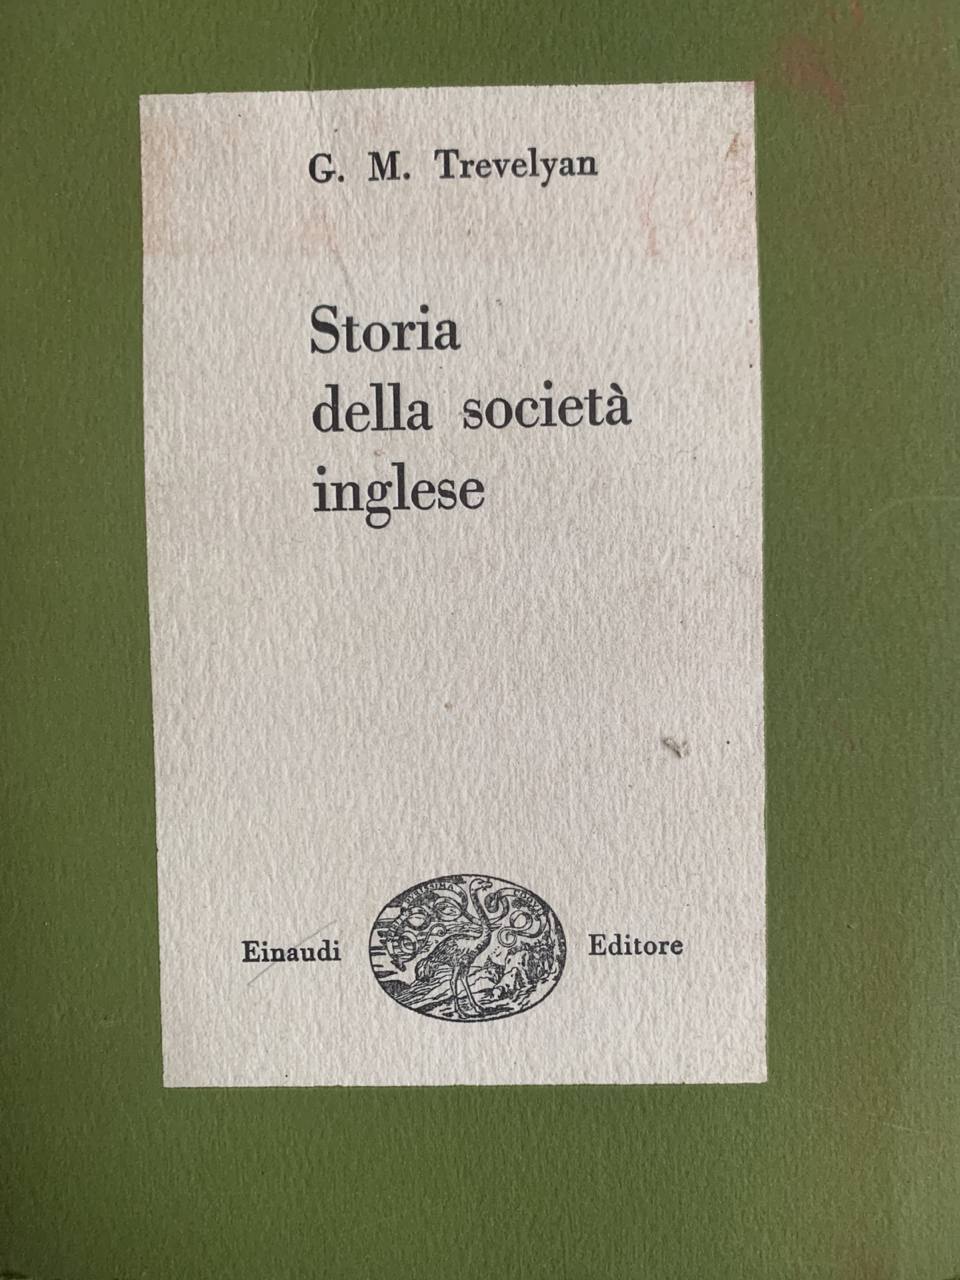 G. M. Trevelyan
Storia
della società
inglese
Einaudi
Editore